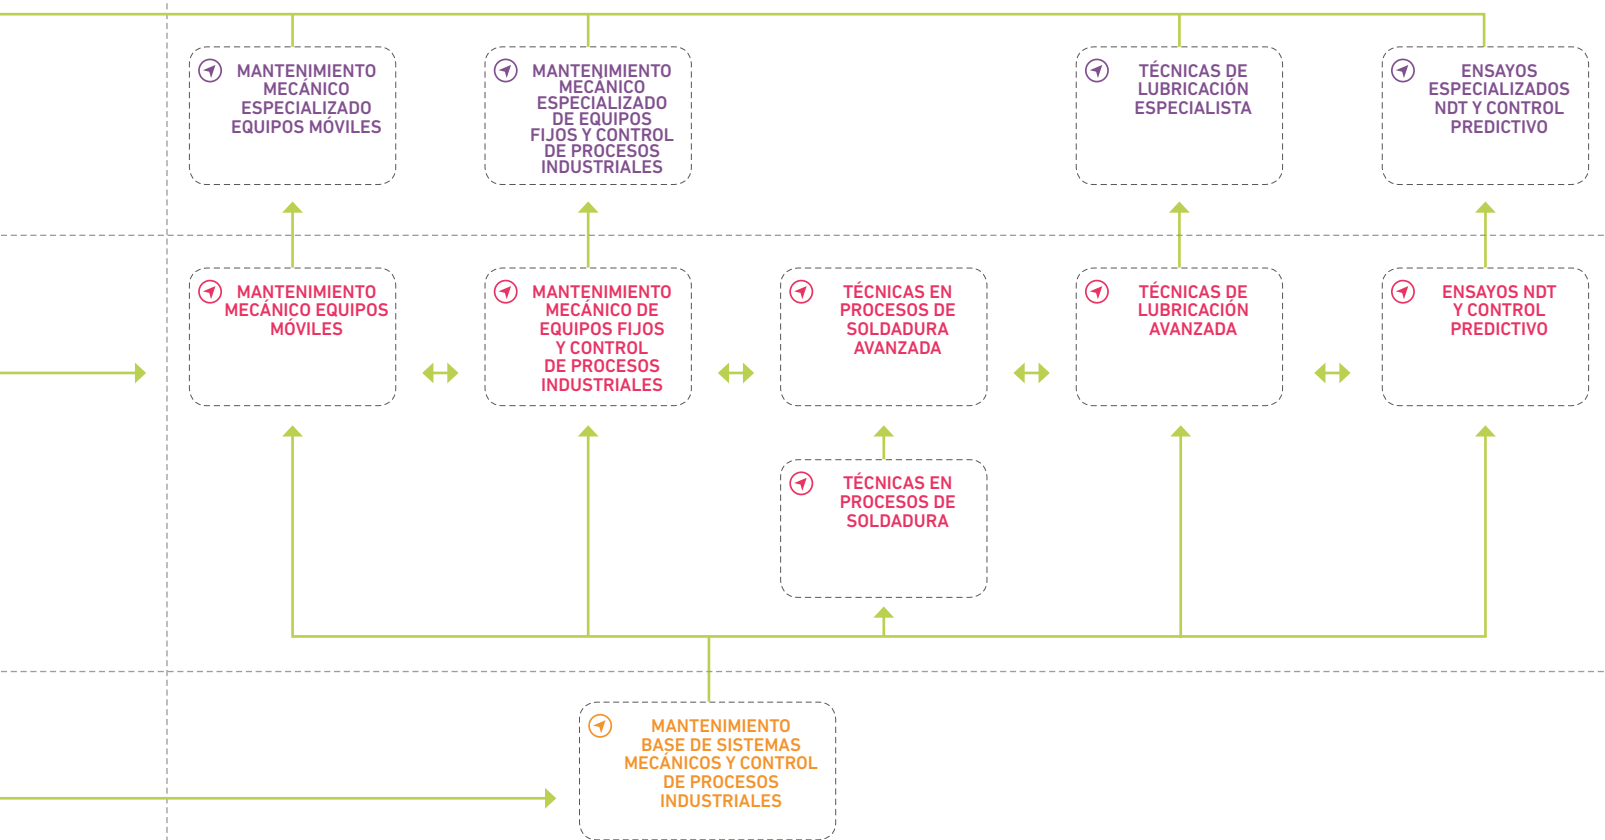 MANTENIMIENTO
MECÁNICO
ESPECIALIZADO
EQUIPOS MÓVILES
MANTENIMIENTO
MECÁNICO
ESPECIALIZADO
DE EQUIPOS
FIJOS Y CONTROL
DE PROCESOS
INDUSTRIALES
TÉCNICAS DE
LUBRICACIÓN
ESPECIALISTA
ENSAYOS
ESPECIALIZADOS
NDT Y CONTROL
PREDICTIVO
MANTENIMIENTO
MECÁNICO EQUIPOS
MÓVILES
MANTENIMIENTO
MECÁNICO DE
EQUIPOS FIJOS
Y CONTROL
DE PROCESOS
INDUSTRIALES
TÉCNICAS EN
PROCESOS DE
SOLDADURA
AVANZADA
TÉCNICAS DE
LUBRICACIÓN
AVANZADA
ENSAYOS NDT
Y CONTROL
PREDICTIVO
TÉCNICAS EN
PROCESOS DE
SOLDADURA
MANTENIMIENTO
BASE DE SISTEMAS
MECÁNICOS Y CONTROL
DE PROCESOS
INDUSTRIALES